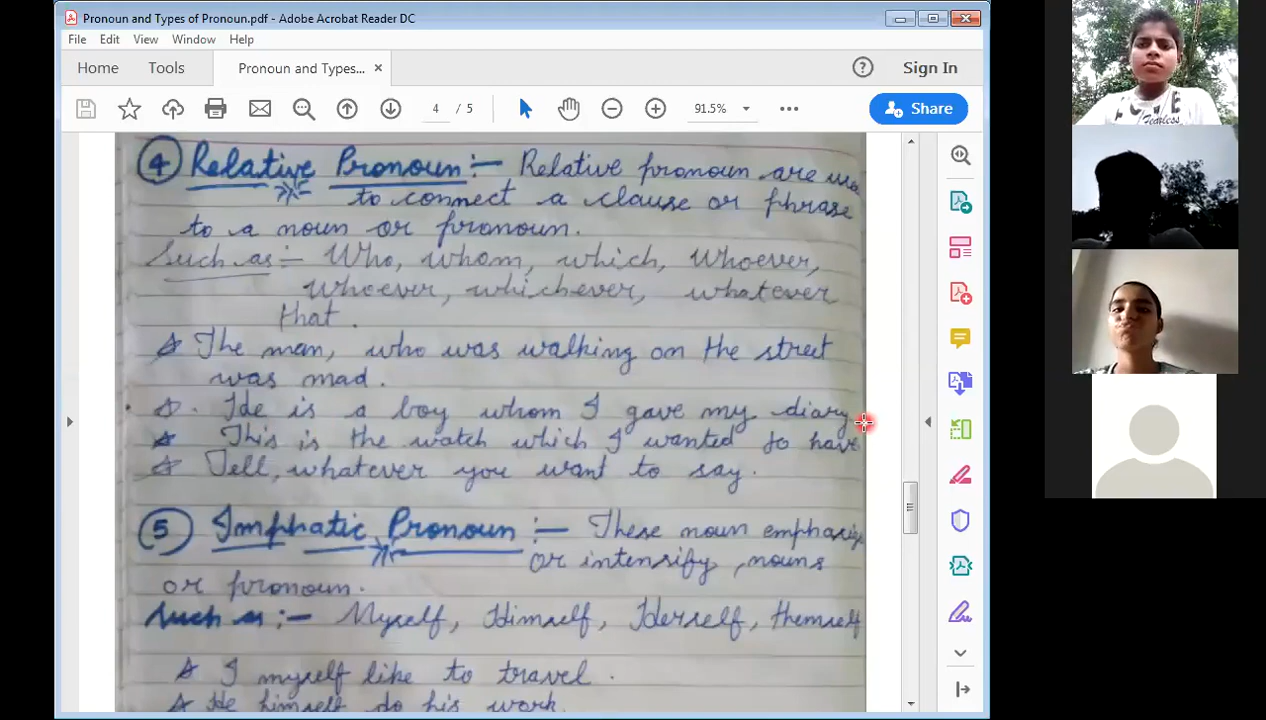 Pronoun and Types of Pronoun.pdf - Adobe Acrobat Reader DC
File Edit View Window Help
Home Tools Pronoun and Types... × Sign In
4 / 5 91.5% Share
④ Relative Pronoun :- Relative pronoun are us
to connect a clause or phrase
to a noun or pronoun.
Such as :- Who, whom, which, Whoever,
Whoever, whichever, whatever
that.
The man, who was walking on the street
was mad.
He is a boy whom I gave my diary
This is the watch which I wanted to have
Tell, whatever you want to say.
⑤ Imphatic Pronoun :- These noun emphasiz
or intensify, nouns
or pronoun.
Such as :- Myself, Himself, Herself, themself
I myself like to travel.
He himself do his work.
Fearless